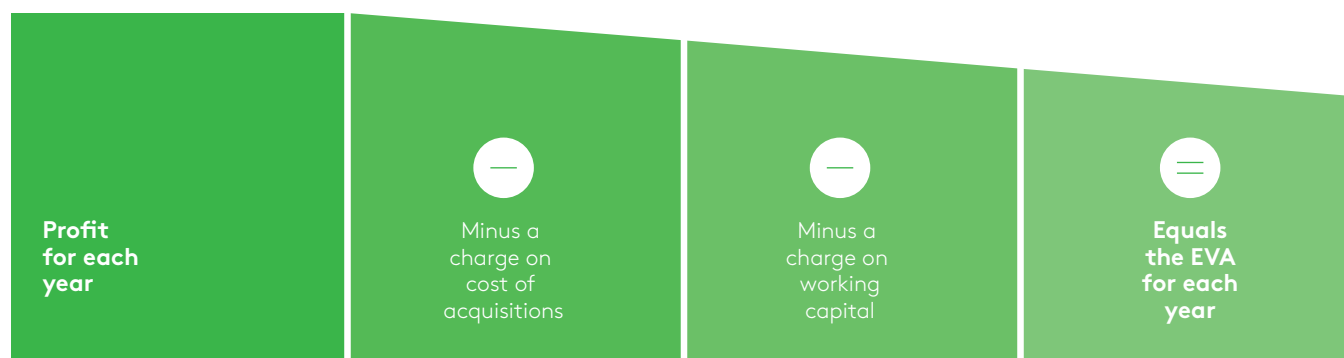 Profit
for each
year
Minus a
charge on
cost of
acquisitions
Minus a
charge on
working
capital
Equals
the EVA
for each
year